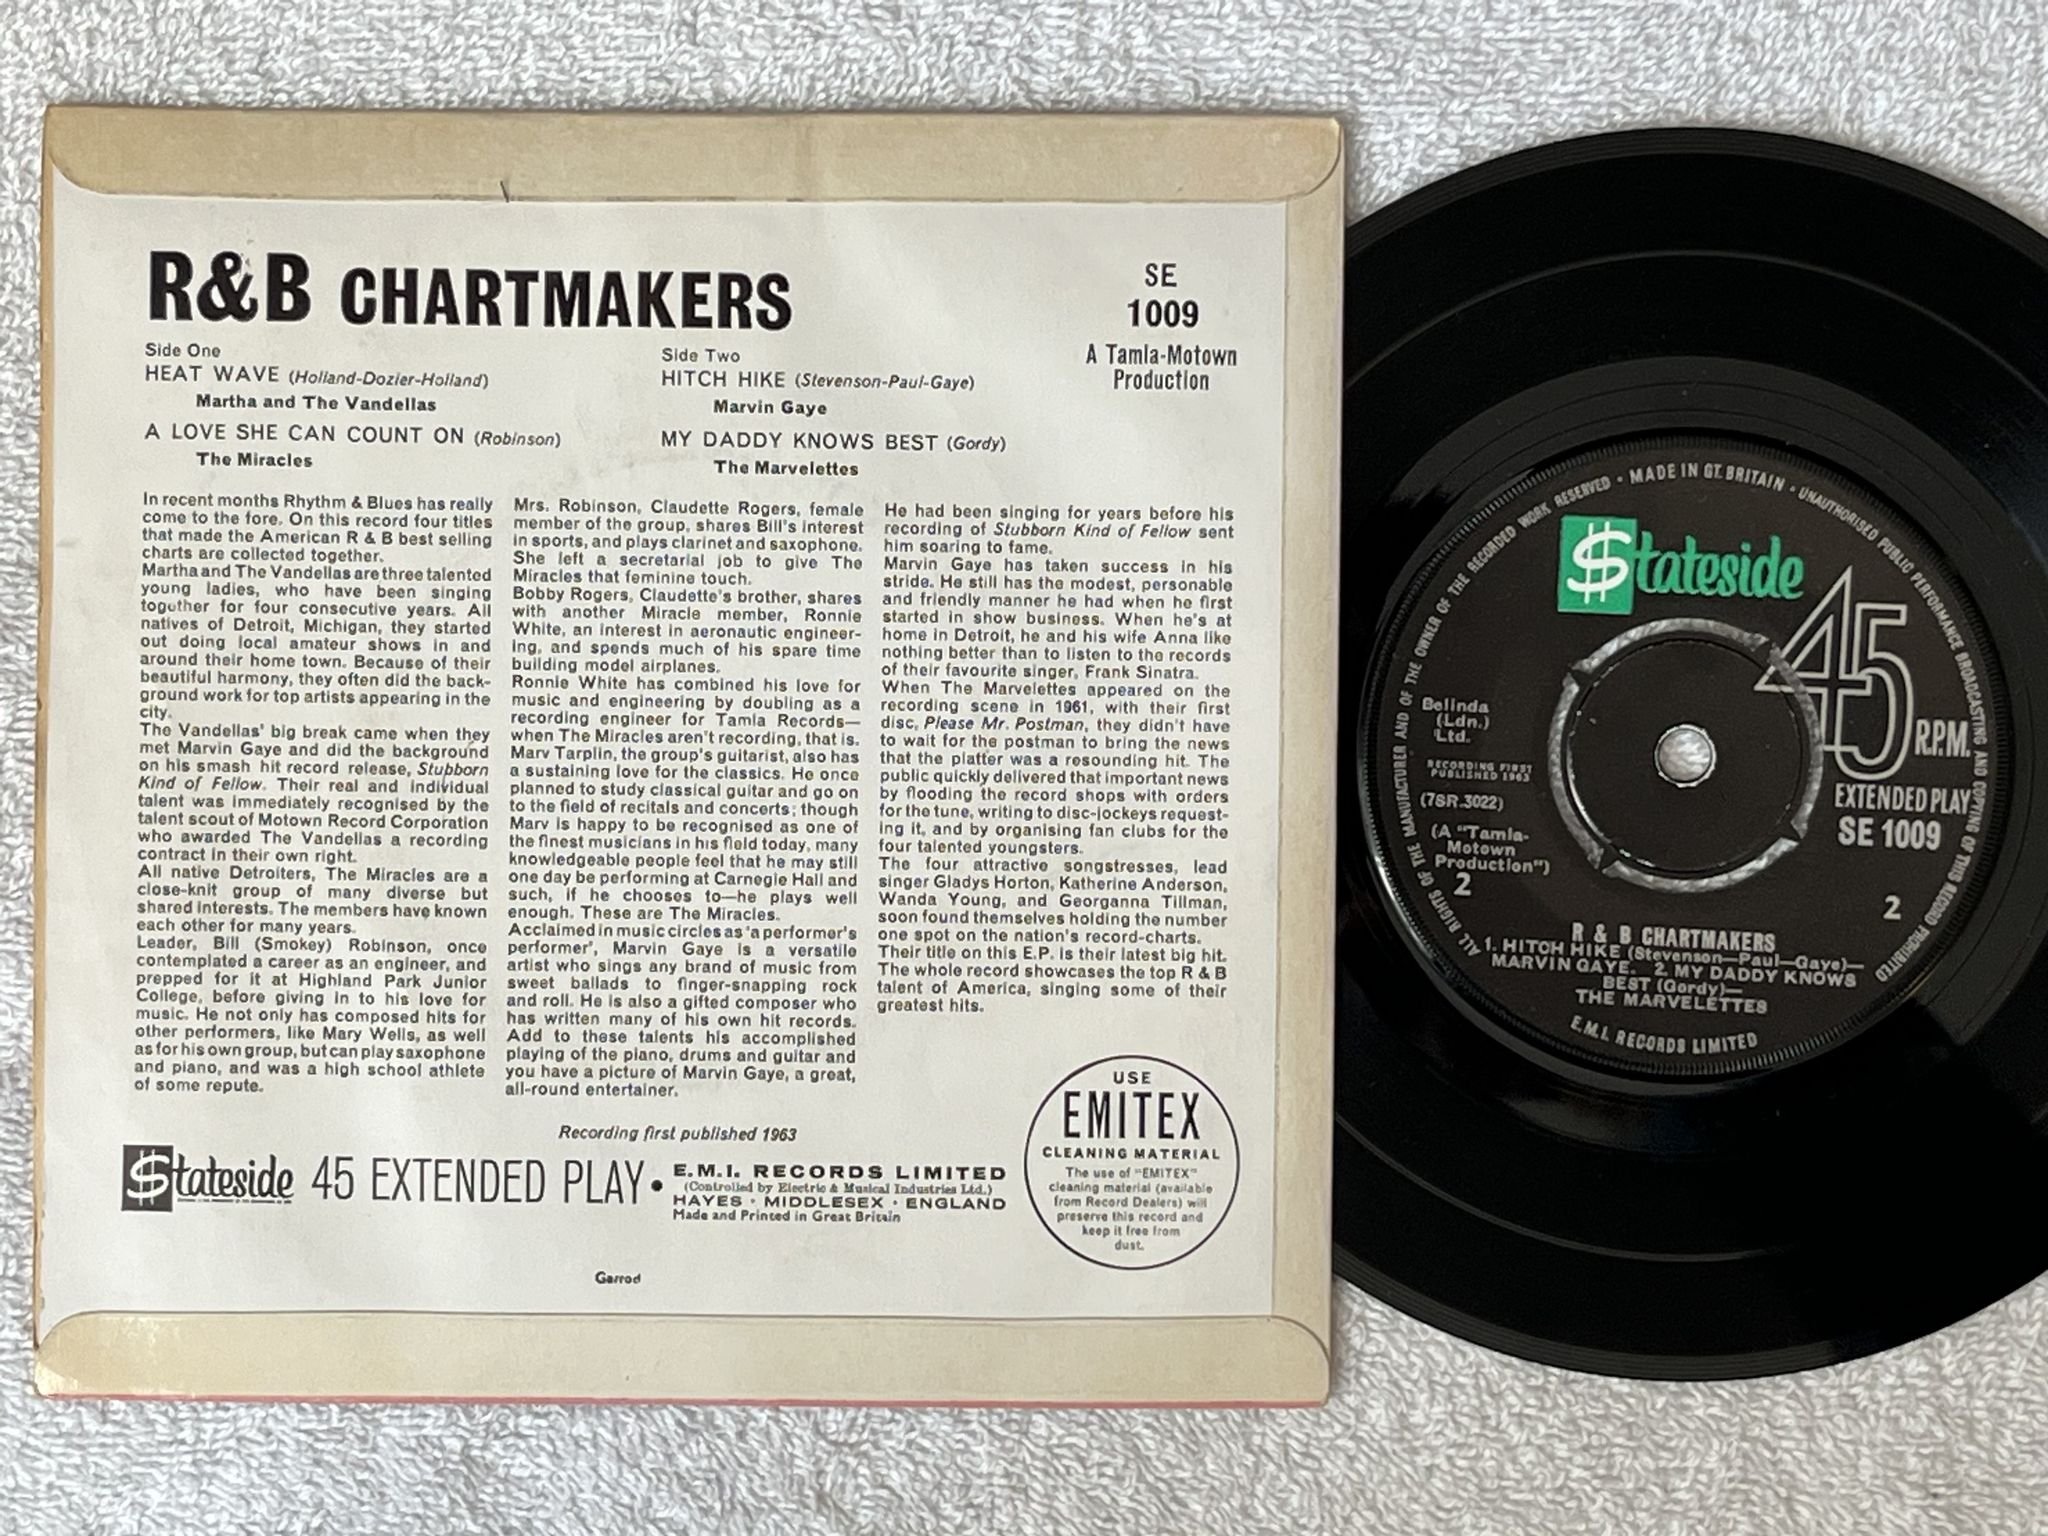 R&B CHARTMAKERS
SE
1009
A Tamla-Motown
Production
Side One
HEAT WAVE (Holland-Dozier-Holland)
Martha and The Vandellas
A LOVE SHE CAN COUNT ON (Robinson)
The Miracles
Side Two
HITCH HIKE (Stevenson-Paul-Gaye)
Marvin Gaye
MY DADDY KNOWS BEST (Gordy)
The Marvelettes
In recent months Rhythm & Blues has really
come to the fore. On this record four titles
that made the American R & B best selling
charts are collected together.
Martha and The Vandellas are three talented
young ladies, who have been singing
together for four consecutive years. All
natives of Detroit, Michigan, they started
out doing local amateur shows in and
around their home town. Because of their
beautiful harmony, they often did the back-
ground work for top artists appearing in the
city.
The Vandellas' big break came when they
met Marvin Gaye and did the background
on his smash hit record release, Stubborn
Kind of Fellow. Their real and individual
talent was immediately recognised by the
talent scout of Motown Record Corporation
who awarded The Vandellas a recording
contract in their own right.
All native Detroiters, The Miracles are a
close-knit group of many diverse but
shared interests. The members have known
each other for many years.
Leader, Bill (Smokey) Robinson, once
contemplated a career as an engineer, and
prepped for it at Highland Park Junior
College, before giving in to his love for
music. He not only has composed hits for
other performers, like Mary Wells, as well
as for his own group, but can play saxophone
and piano, and was a high school athlete
of some repute.
Mrs. Robinson, Claudette Rogers, female
member of the group, shares Bill's interest
in sports, and plays clarinet and saxophone.
She left a secretarial job to give The
Miracles that feminine touch.
Bobby Rogers, Claudette's brother, shares
with another Miracle member, Ronnie
White, an interest in aeronautic engineer-
ing, and spends much of his spare time
building model airplanes.
Ronnie White has combined his love for
music and engineering by doubling as a
recording engineer for Tamla Records—
when The Miracles aren't recording, that is.
Marv Tarplin, the group's guitarist, also has
a sustaining love for the classics. He once
planned to study classical guitar and go on
to the field of recitals and concerts; though
Marv is happy to be recognised as one of
the finest musicians in his field today, many
knowledgeable people feel that he may still
one day be performing at Carnegie Hall and
such, if he chooses to—he plays well
enough. These are The Miracles.
Acclaimed in music circles as 'a performer's
performer', Marvin Gaye is a versatile
artist who sings any brand of music from
sweet ballads to finger-snapping rock
and roll. He is also a gifted composer who
has written many of his own hit records.
Add to these talents his accomplished
playing of the piano, drums and guitar and
you have a picture of Marvin Gaye, a great,
all-round entertainer.
He had been singing for years before his
recording of Stubborn Kind of Fellow sent
him soaring to fame.
Marvin Gaye has taken success in his
stride. He still has the modest, personable
and friendly manner he had when he first
started in show business. When he's at
home in Detroit, he and his wife Anna like
nothing better than to listen to the records
of their favourite singer, Frank Sinatra.
When The Marvelettes appeared on the
recording scene in 1961, with their first
disc, Please Mr. Postman, they didn't have
to wait for the postman to bring the news
that the platter was a resounding hit. The
public quickly delivered that important news
by flooding the record shops with orders
for the tune, writing to disc-jockeys request-
ing it, and by organising fan clubs for the
four talented youngsters.
The four attractive songstresses, lead
singer Gladys Horton, Katherine Anderson,
Wanda Young, and Georganna Tillman,
soon found themselves holding the number
one spot on the nation's record-charts.
Their title on this E.P. is their latest big hit.
The whole record showcases the top R & B
talent of America, singing some of their
greatest hits.
Recording first published 1963
$tateside 45 EXTENDED PLAY •
E.M.I. RECORDS LIMITED
(Controlled by Electric & Musical Industries Ltd.)
HAYES · MIDDLESEX · ENGLAND
Made and Printed in Great Britain
USE
EMITEX
CLEANING MATERIAL
The use of "EMITEX"
cleaning material (available
from Record Dealers) will
preserve this record and
keep it free from
dust.
Garrod
ALL RIGHTS OF THE MANUFACTURER AND OF THE OWNER OF THE RECORDED WORK RESERVED • MADE IN GT. BRITAIN • UNAUTHORISED PUBLIC PERFORMANCE BROADCASTING AND COPYING OF THIS RECORD PROHIBITED
$tateside
45
R.P.M.
EXTENDED PLAY
SE 1009
2
Belinda
(Ldn.)
Ltd.
RECORDING FIRST
PUBLISHED 1963
(7SR.3022)
(A "Tamla-
Motown
Production")
2
R & B CHARTMAKERS
1. HITCH HIKE (Stevenson—Paul—Gaye)—
MARVIN GAYE. 2. MY DADDY KNOWS
BEST (Gordy)—
THE MARVELETTES
E.M.I. RECORDS LIMITED